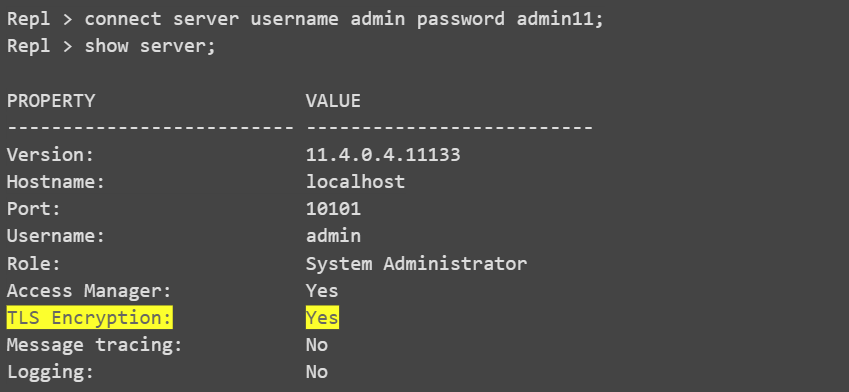 Repl > connect server username admin password admin11;
Repl > show server;
PROPERTY VALUE
-------------------------- --------------------------
Version: 11.4.0.4.11133
Hostname: localhost
Port: 10101
Username: admin
Role: System Administrator
Access Manager: Yes
TLS Encryption: Yes
Message tracing: No
Logging: No